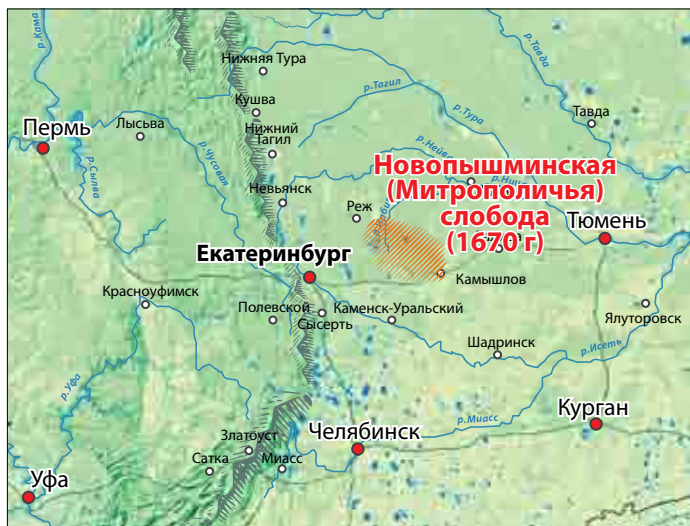 р.Кама
Нижняя Тура
р.Тавда
р.Тагил
Кушва
р.Тура
Тавда
Пермь
Лысьва
Нижний
Тагил
р.Чусовая
р.Сылва
Новопышминская
(Митрополичья)
слобода
(1670 г)
Невьянск
Реж
Тюмень
Екатеринбург
Камышлов
Красноуфимск
Полевской
Сысерть
Каменск-Уральский
Ялуторовск
Шадринск
р.Исеть
р.Уфа
р.Миасс
Курган
Златоуст
Челябинск
Сатка
Миасс
Уфа